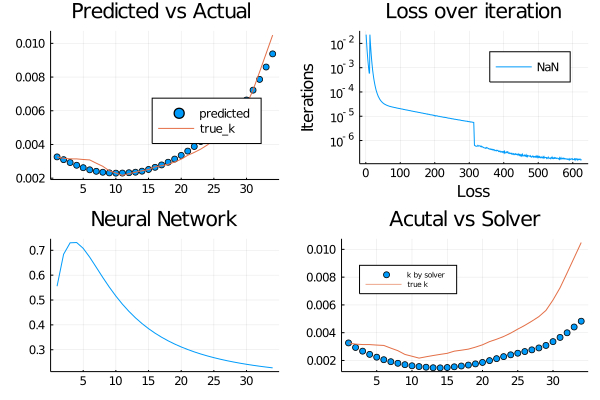 Predicted vs Actual
0.010
0.008
0.006
0.004
0.002
predicted
true_k
5 10 15 20 25 30
Loss over iteration
Iterations
10⁻²
10⁻³
10⁻⁴
10⁻⁵
10⁻⁶
NaN
0 100 200 300 400 500 600
Loss
Neural Network
0.7
0.6
0.5
0.4
0.3
5 10 15 20 25 30
Acutal vs Solver
0.010
0.008
0.006
0.004
0.002
k by solver
true k
5 10 15 20 25 30